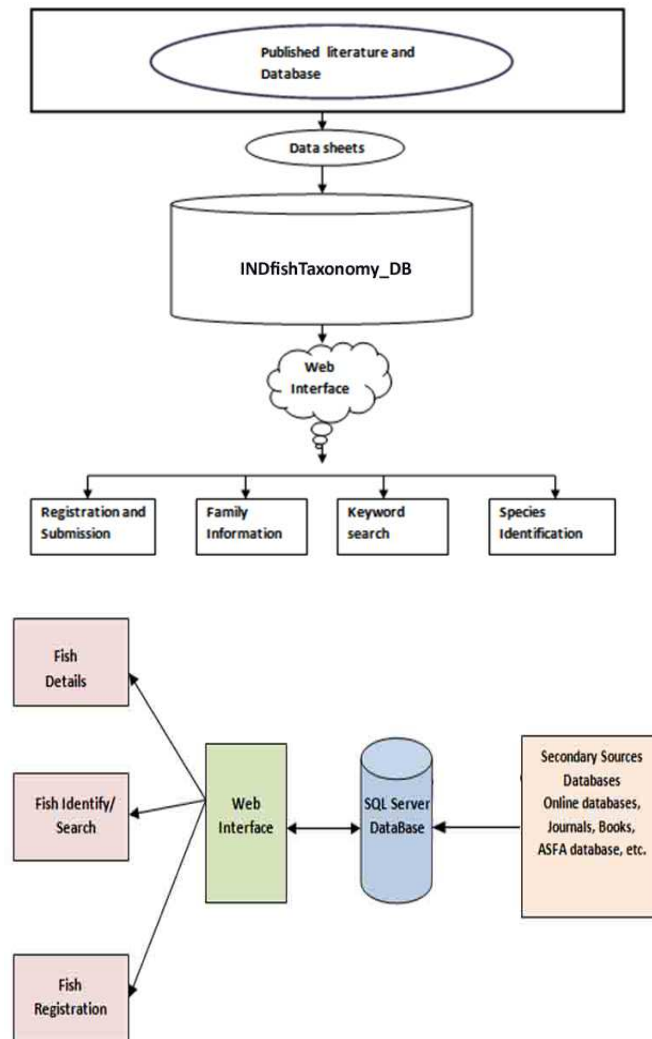 Published literature and
Database
Data sheets
INDfishTaxonomy_DB
Web
Interface
Registration and
Submission
Family
Information
Keyword
search
Species
Identification
Fish
Details
Fish Identify/
Search
Fish
Registration
Web
Interface
SQL Server
DataBase
Secondary Sources
Databases
Online databases,
Journals, Books,
ASFA database, etc.